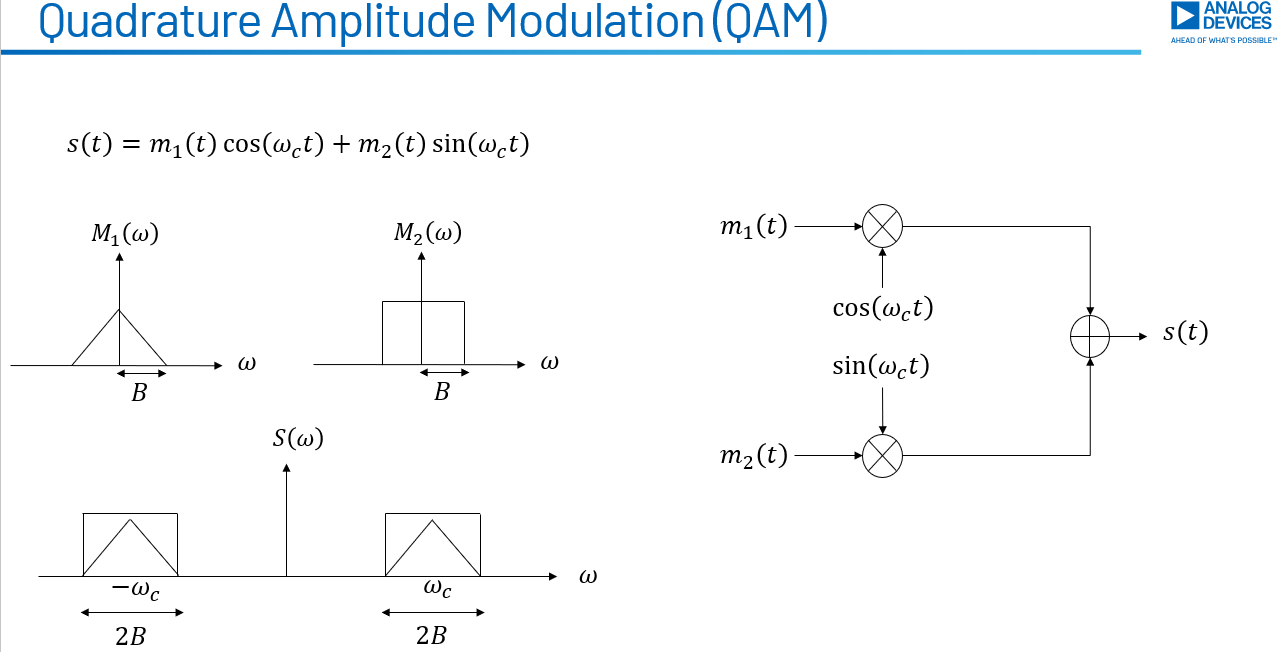 Quadrature Amplitude Modulation (QAM)
ANALOG
DEVICES
AHEAD OF WHAT'S POSSIBLE™
s(t) = m₁(t) cos(ω_c t) + m₂(t) sin(ω_c t)
M₁(ω)
M₂(ω)
ω
ω
B
B
S(ω)
ω
−ω_c
ω_c
2B
2B
m₁(t)
cos(ω_c t)
sin(ω_c t)
s(t)
m₂(t)